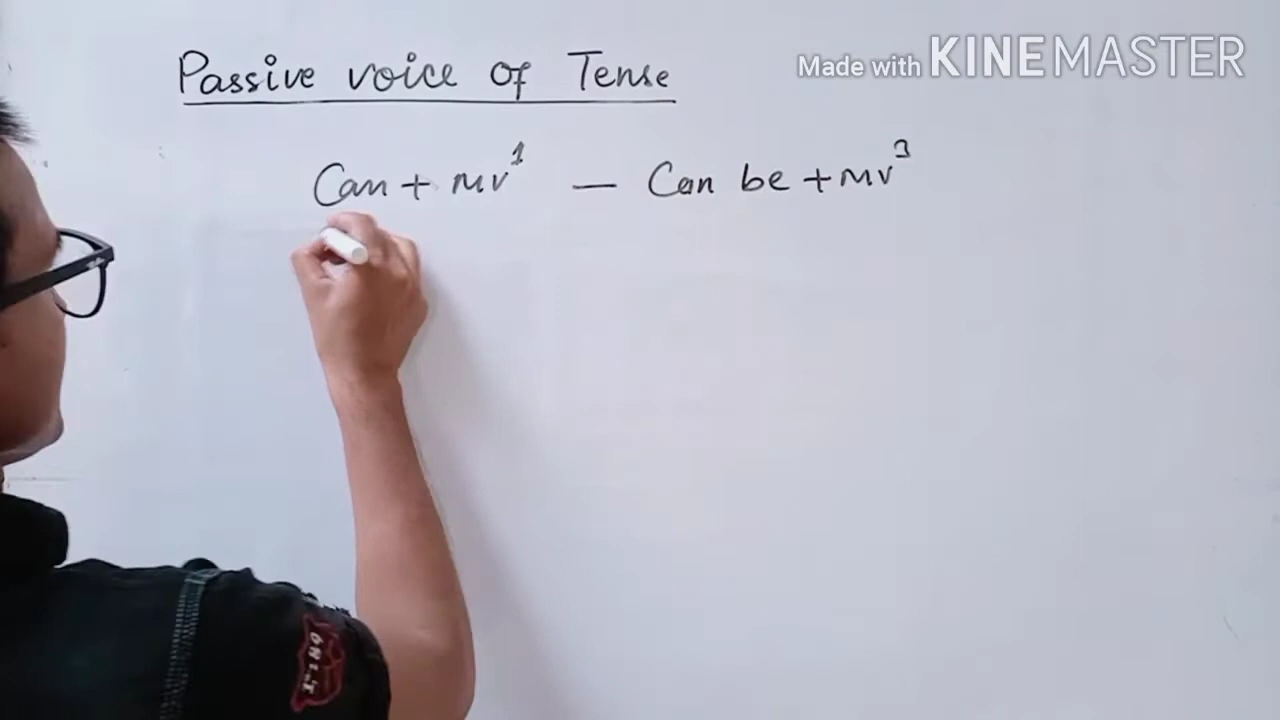 Passive voice of Tense
Made with KINEMASTER
Can + mv¹ — Can be + mv³